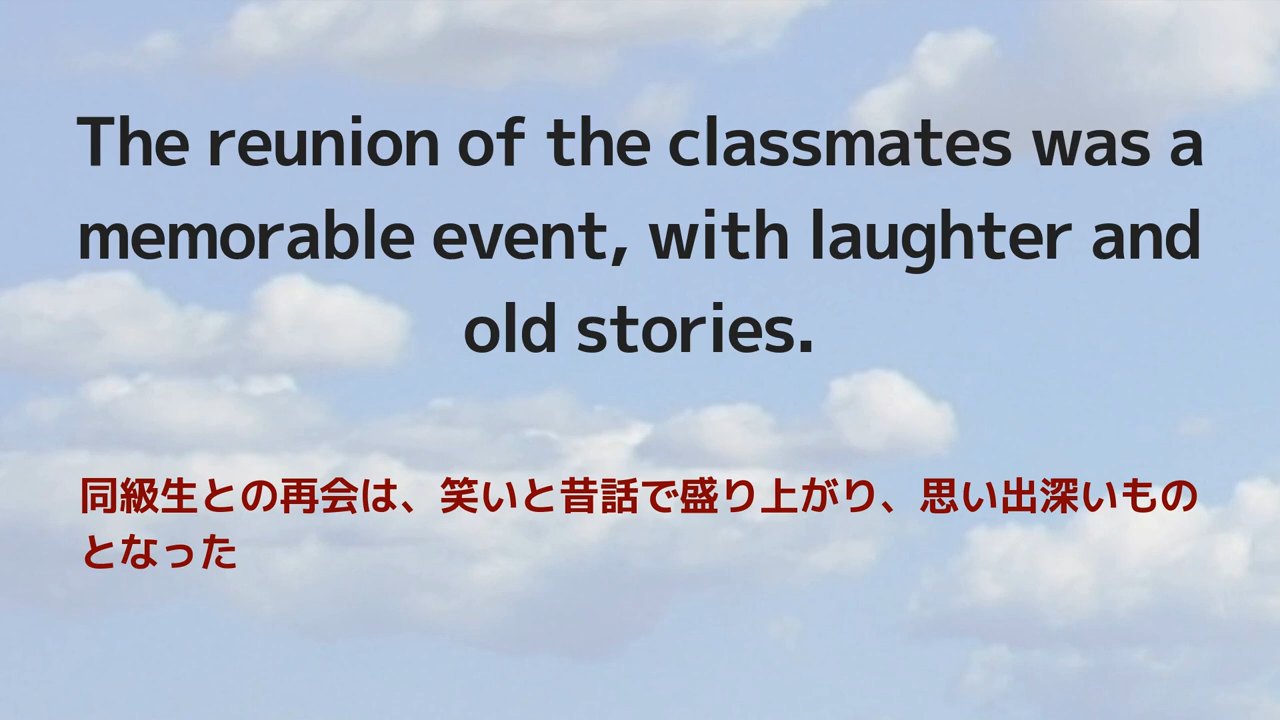 The reunion of the classmates was a
memorable event, with laughter and
old stories.
同級生との再会は、笑いと昔話で盛り上がり、思い出深いもの
となった